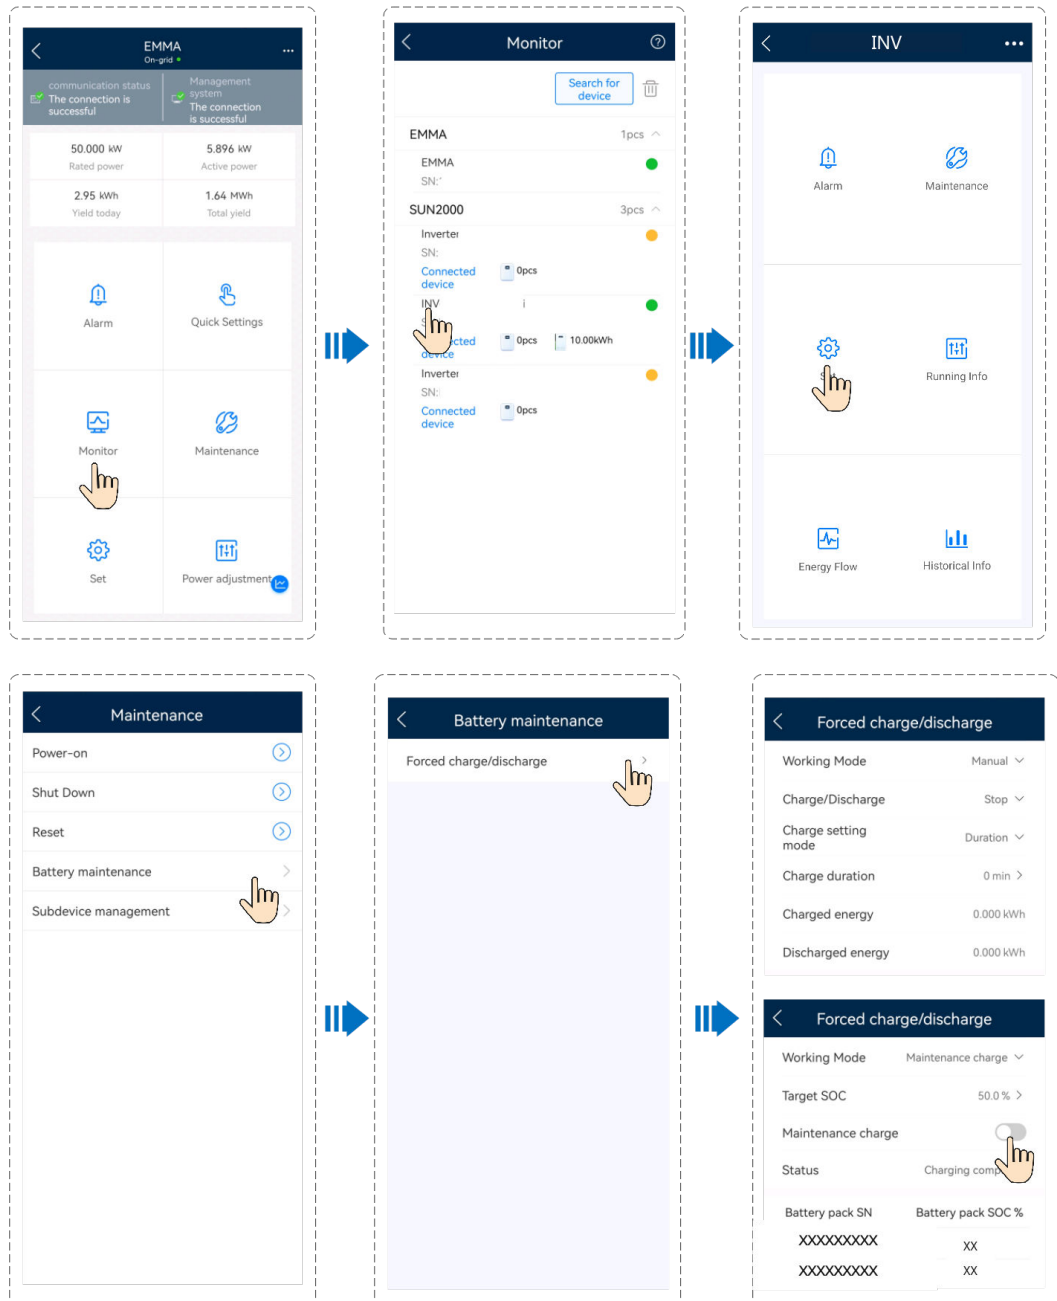 EMMA
On-grid
...
communication status
The connection is
successful
Management
system
The connection
is successful
50.000 kW
Rated power
5.896 kW
Active power
2.95 kWh
Yield today
1.64 MWh
Total yield
Alarm
Quick Settings
Monitor
Maintenance
Set
Power adjustment
Monitor
?
Search for
device
EMMA
1pcs
EMMA
SN:
SUN2000
3pcs
Inverter
SN:
Connected
device
0pcs
INV
device
0pcs
10.00kWh
Inverter
SN:
Connected
device
0pcs
INV
...
Alarm
Maintenance
Running Info
Energy Flow
Historical Info
Maintenance
Power-on
Shut Down
Reset
Battery maintenance
Subdevice management
Battery maintenance
Forced charge/discharge
Forced charge/discharge
Working Mode Manual
Charge/Discharge Stop
Charge setting
mode
Duration
Charge duration 0 min
Charged energy 0.000 kWh
Discharged energy 0.000 kWh
Forced charge/discharge
Working Mode Maintenance charge
Target SOC 50.0 %
Maintenance charge
Status Charging
Battery pack SN Battery pack SOC %
XXXXXXXXX XX
XXXXXXXXX XX